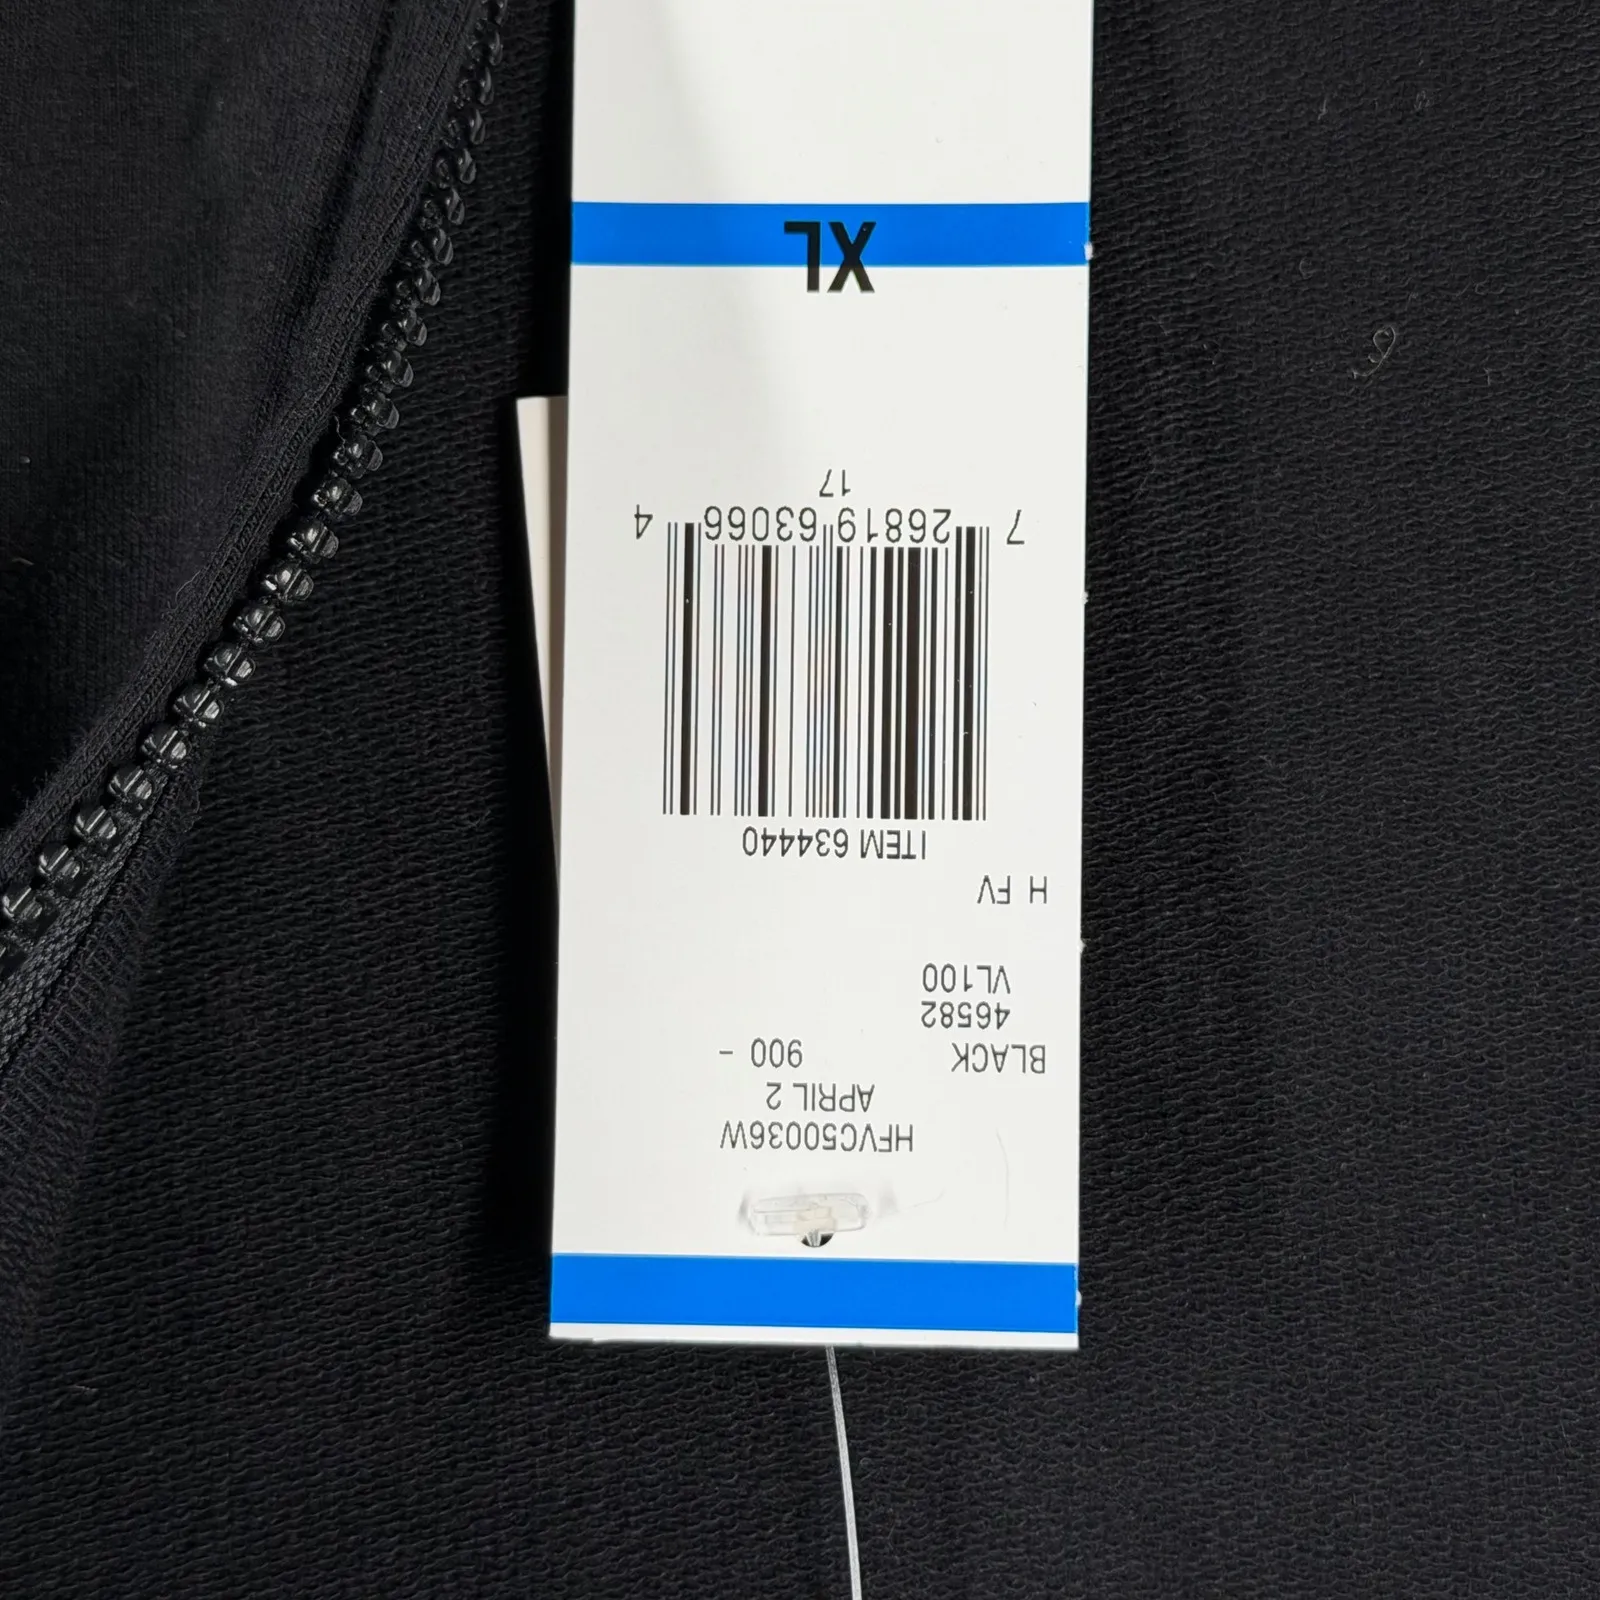 HFVC50036W
APRIL 2
BLACK 900 -
46582
VL100
H FV
ITEM 634440
7 26819 63066 4
17
XL